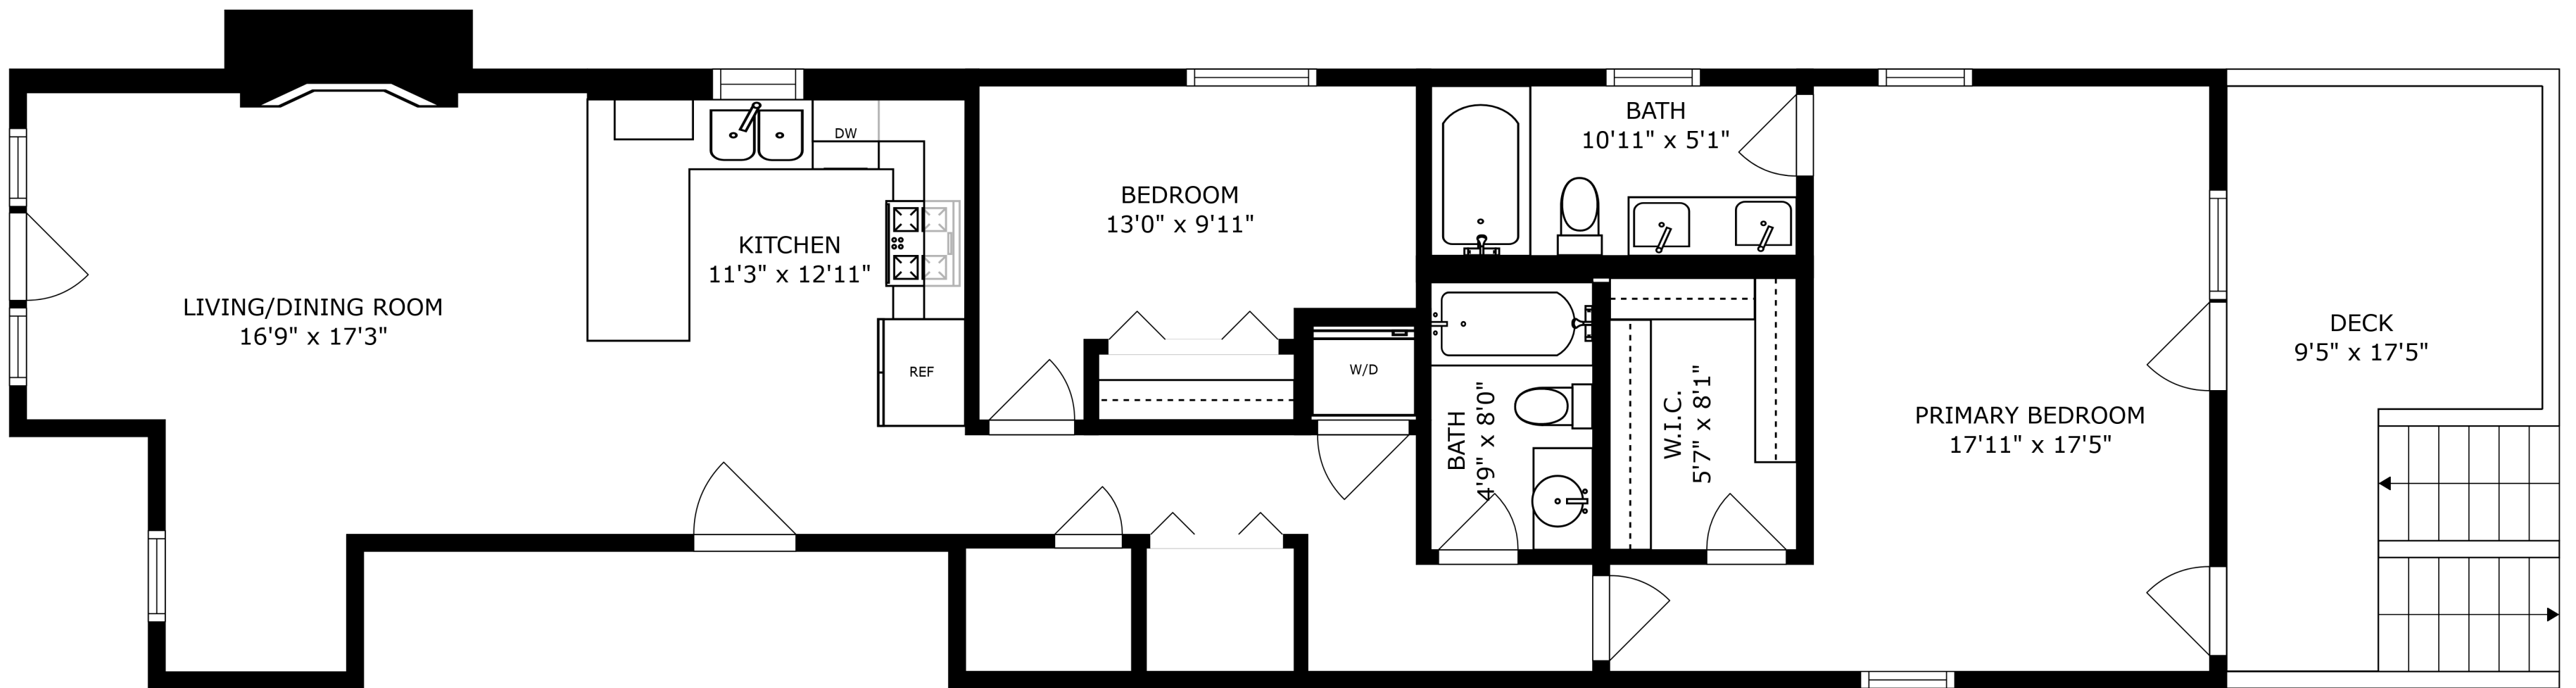 LIVING/DINING ROOM
16'9" x 17'3"
KITCHEN
11'3" x 12'11"
DW
REF
BEDROOM
13'0" x 9'11"
W/D
BATH
10'11" x 5'1"
BATH
4'9" x 8'0"
W.I.C.
5'7" x 8'1"
PRIMARY BEDROOM
17'11" x 17'5"
DECK
9'5" x 17'5"